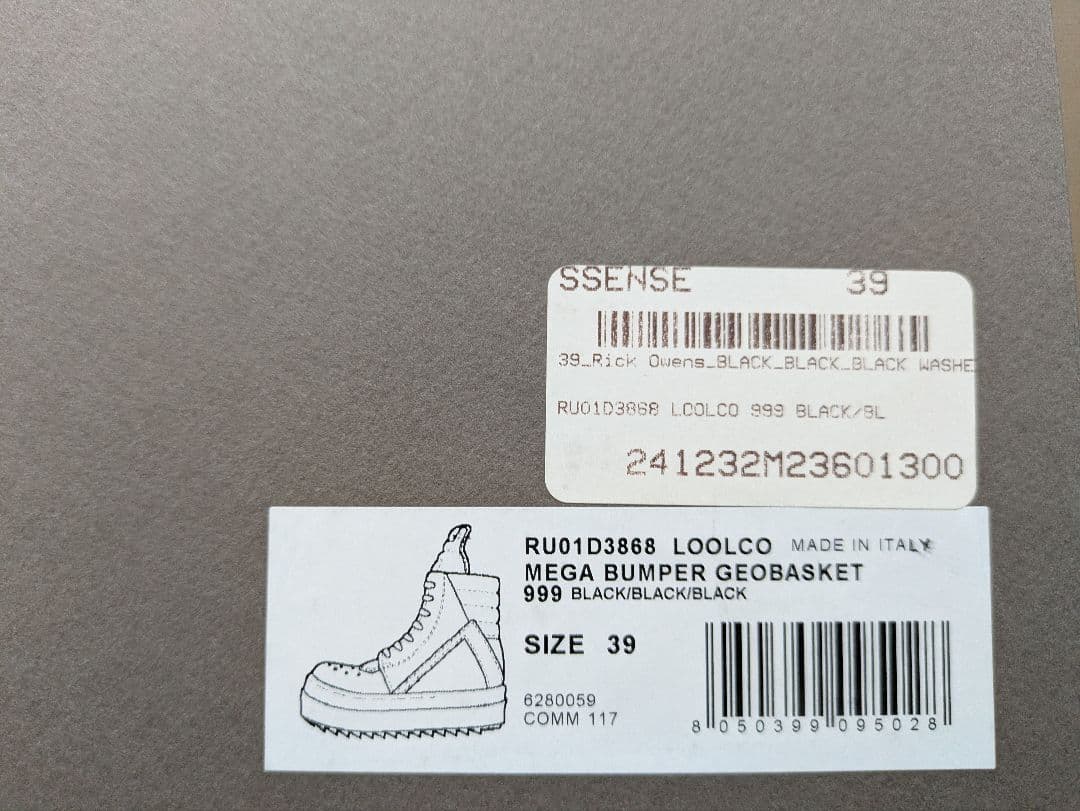 SSENSE 39
39_Rick Owens_BLACK_BLACK_BLACK WASHE
RU01D3868 LOOLCO 999 BLACK/BL
241232M23601300
RU01D3868 LOOLCO MADE IN ITALY
MEGA BUMPER GEOBASKET
999 BLACK/BLACK/BLACK
SIZE 39
6280059
COMM 117
8 050399 095028